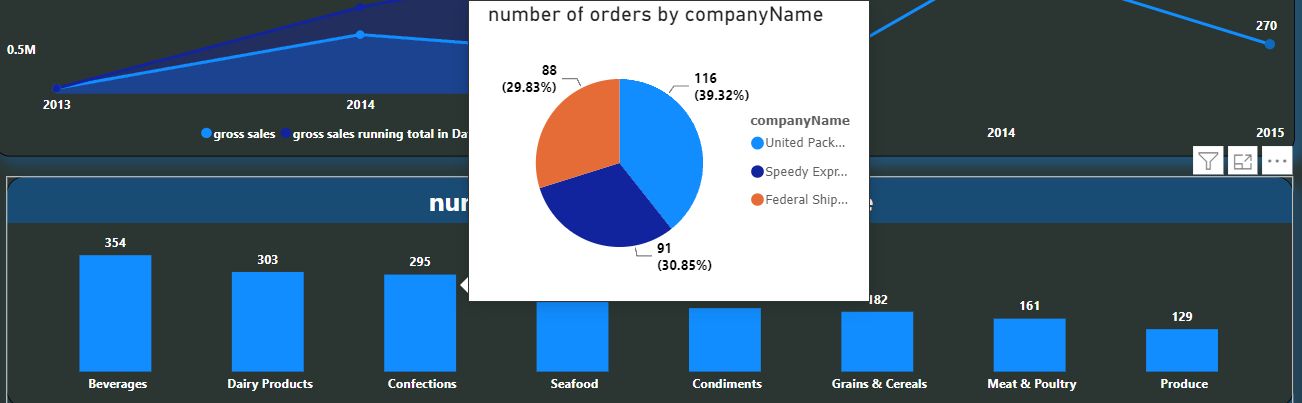 number of orders by companyName
270
0.5M
88
(29.83%)
116
(39.32%)
companyName
United Pack...
Speedy Expr...
Federal Ship...
91
(30.85%)
2013
2014
2014
2015
gross sales
gross sales running total in Da
354
303
295
182
161
129
Beverages
Dairy Products
Confections
Seafood
Condiments
Grains & Cereals
Meat & Poultry
Produce